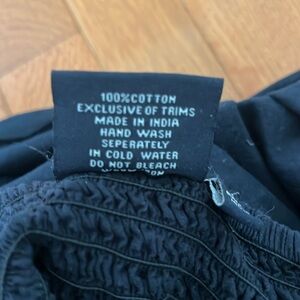 100%COTTON
EXCLUSIVE OF TRIMS
MADE IN INDIA
HAND WASH
SEPERATELY
IN COLD WATER
DO NOT BLEACH